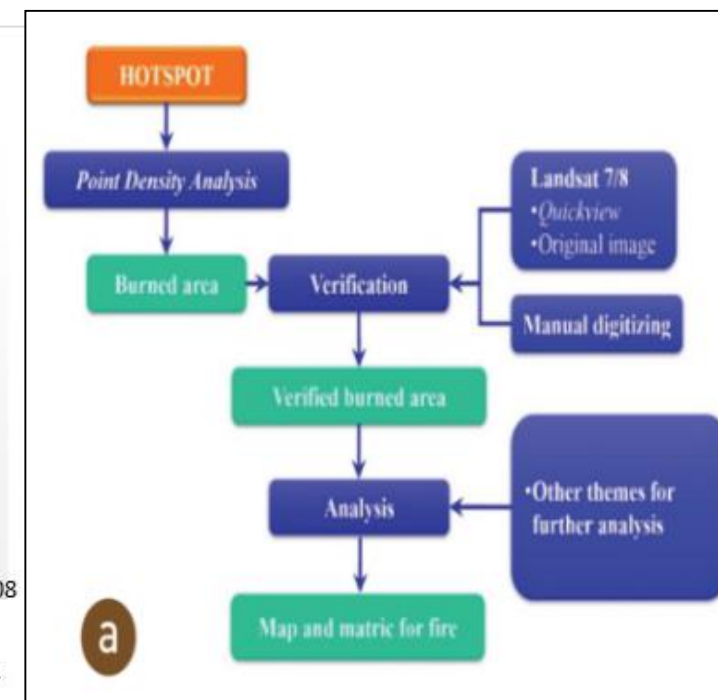 HOTSPOT
Point Density Analysis
Burned area
Verification
Landsat 7/8
•Quickview
•Original image
Manual digitizing
Verified burned area
Analysis
•Other themes for
further analysis
Map and matric for fire
a
08